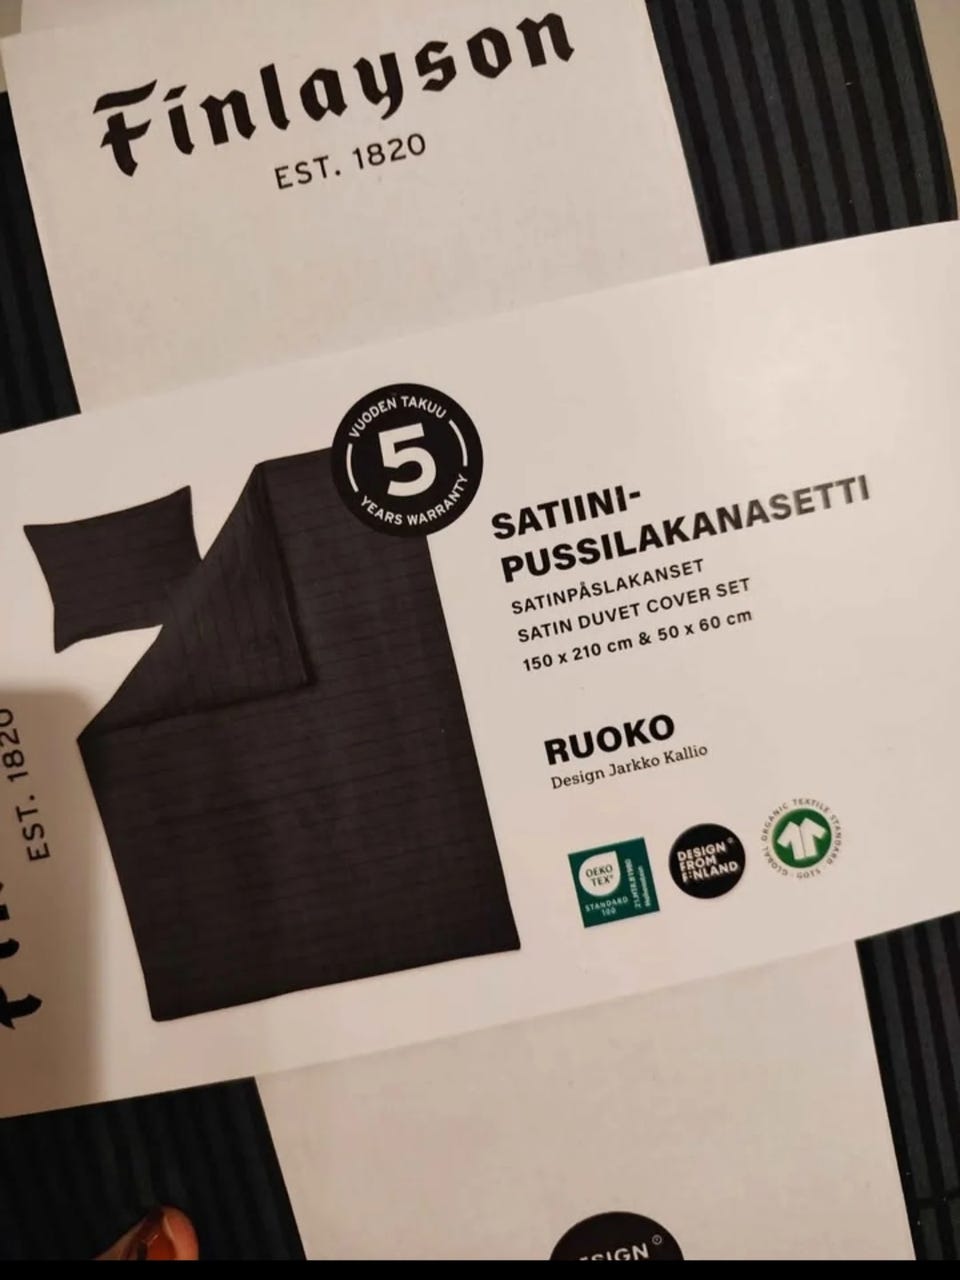 Finlayson
EST. 1820
VUODEN TAKUU
5
YEARS WARRANTY
SATIINI-
PUSSILAKANASETTI
SATINPÅSLAKANSET
SATIN DUVET COVER SET
150 x 210 cm & 50 x 60 cm
RUOKO
Design Jarkko Kallio
OEKO
TEX®
STANDARD
100
Hohenstein
DESIGN®
FROM
FINLAND
GLOBAL ORGANIC TEXTILE STANDARD
· GOTS ·
EST. 1820